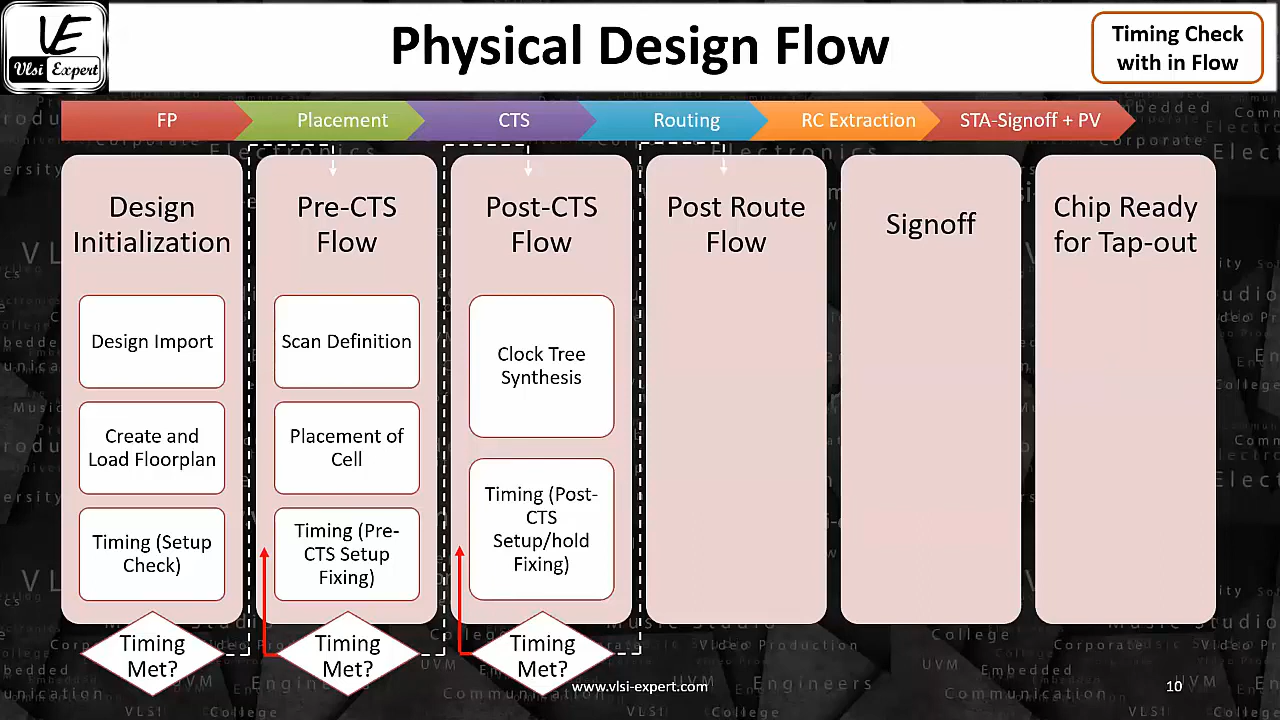 VE
Vlsi Expert
Physical Design Flow
Timing Check
with in Flow
FP
Placement
CTS
Routing
RC Extraction
STA-Signoff + PV
Design
Initialization
Design Import
Create and
Load Floorplan
Timing (Setup
Check)
Timing
Met?
Pre-CTS
Flow
Scan Definition
Placement of
Cell
Timing (Pre-
CTS Setup
Fixing)
Timing
Met?
Post-CTS
Flow
Clock Tree
Synthesis
Timing (Post-
CTS
Setup/hold
Fixing)
Timing
Met?
Post Route
Flow
Signoff
Chip Ready
for Tap-out
www.vlsi-expert.com
10